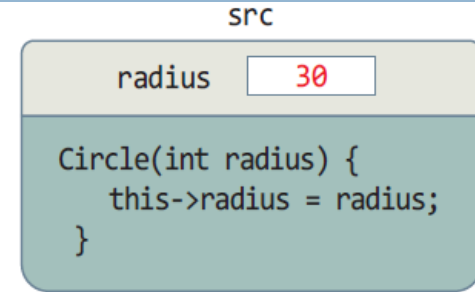 src
radius 30
Circle(int radius) {
this->radius = radius;
}